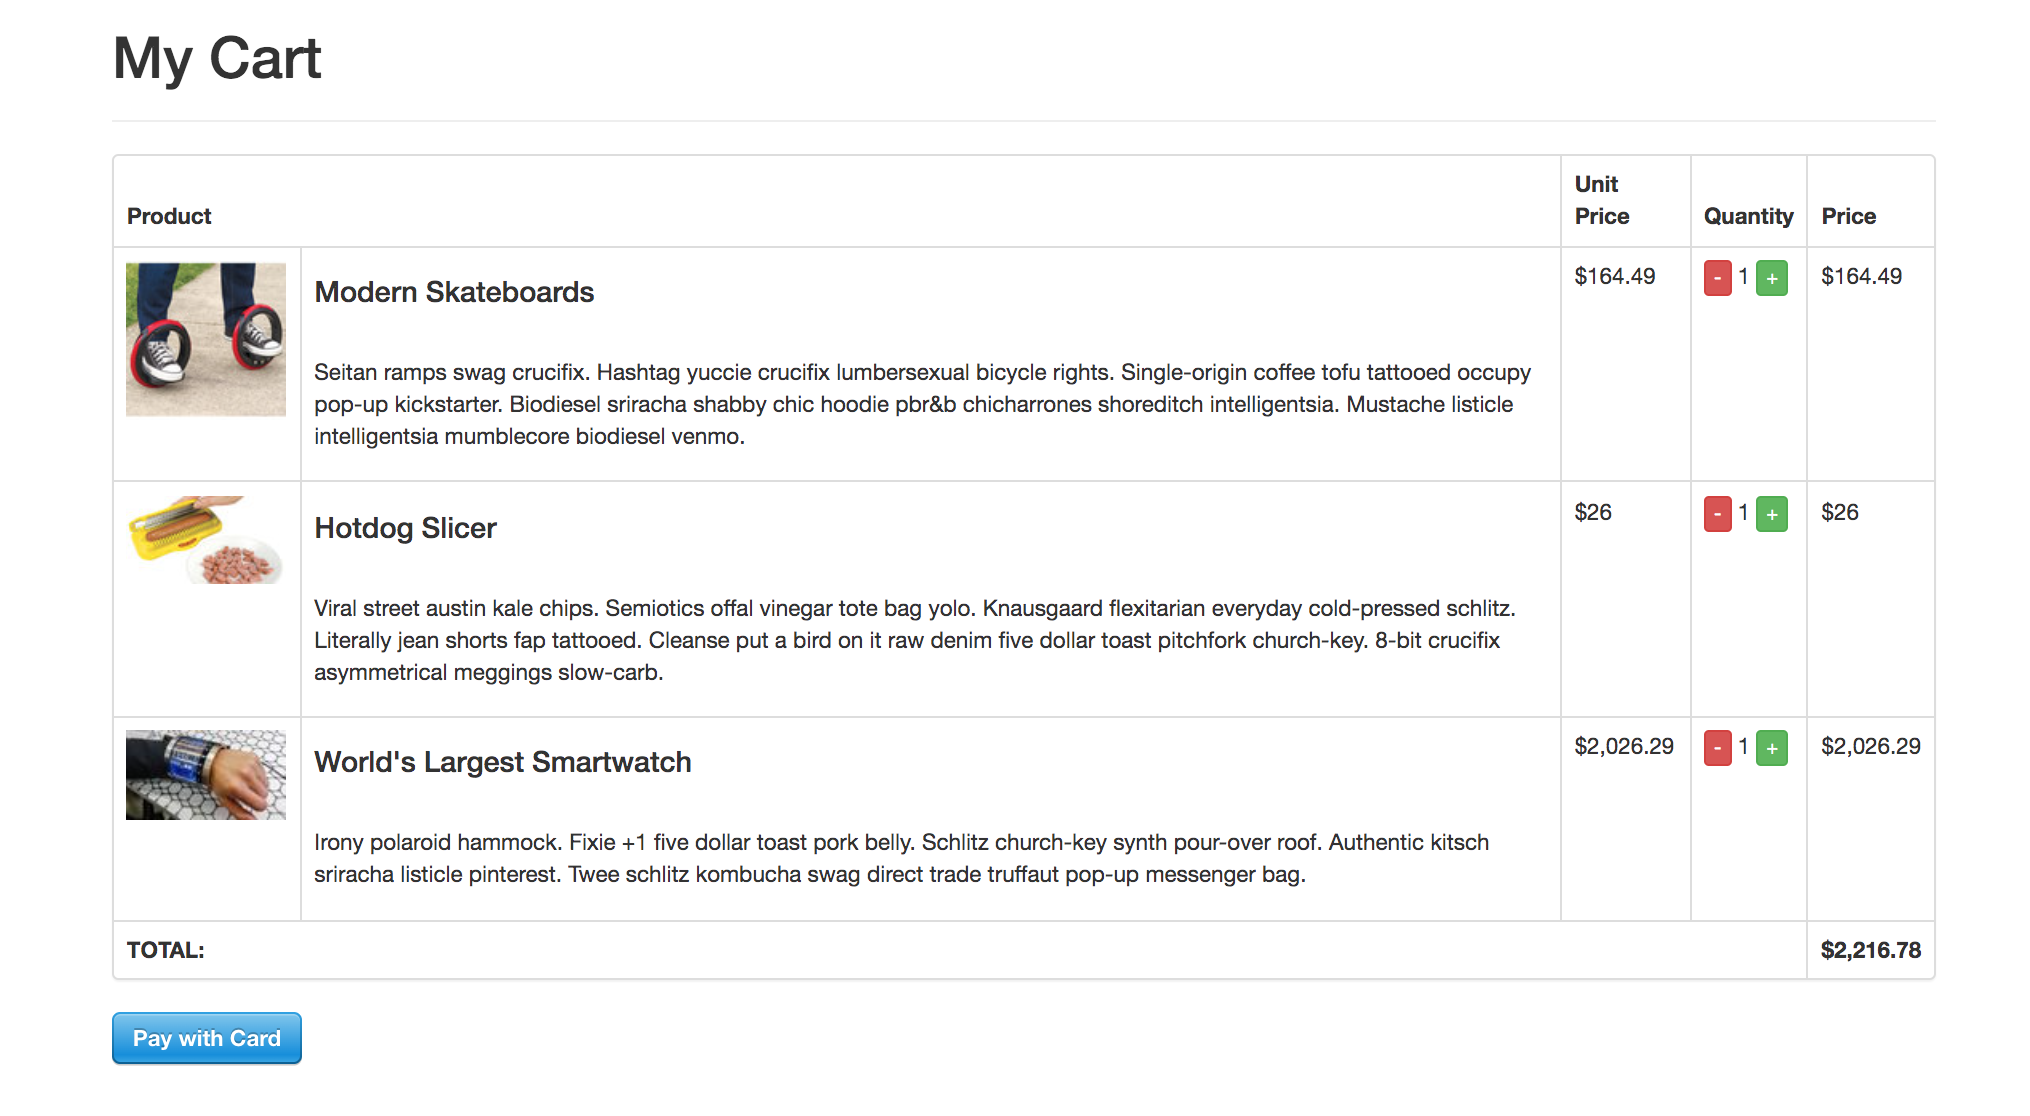 My Cart
Product
Unit
Price
Quantity
Price
Modern Skateboards
$164.49
- 1 +
$164.49
Seitan ramps swag crucifix. Hashtag yuccie crucifix lumbersexual bicycle rights. Single-origin coffee tofu tattooed occupy
pop-up kickstarter. Biodiesel sriracha shabby chic hoodie pbr&b chicharrones shoreditch intelligentsia. Mustache listicle
intelligentsia mumblecore biodiesel venmo.
Hotdog Slicer
$26
- 1 +
$26
Viral street austin kale chips. Semiotics offal vinegar tote bag yolo. Knausgaard flexitarian everyday cold-pressed schlitz.
Literally jean shorts fap tattooed. Cleanse put a bird on it raw denim five dollar toast pitchfork church-key. 8-bit crucifix
asymmetrical meggings slow-carb.
World's Largest Smartwatch
$2,026.29
- 1 +
$2,026.29
Irony polaroid hammock. Fixie +1 five dollar toast pork belly. Schlitz church-key synth pour-over roof. Authentic kitsch
sriracha listicle pinterest. Twee schlitz kombucha swag direct trade truffaut pop-up messenger bag.
TOTAL:
$2,216.78
Pay with Card